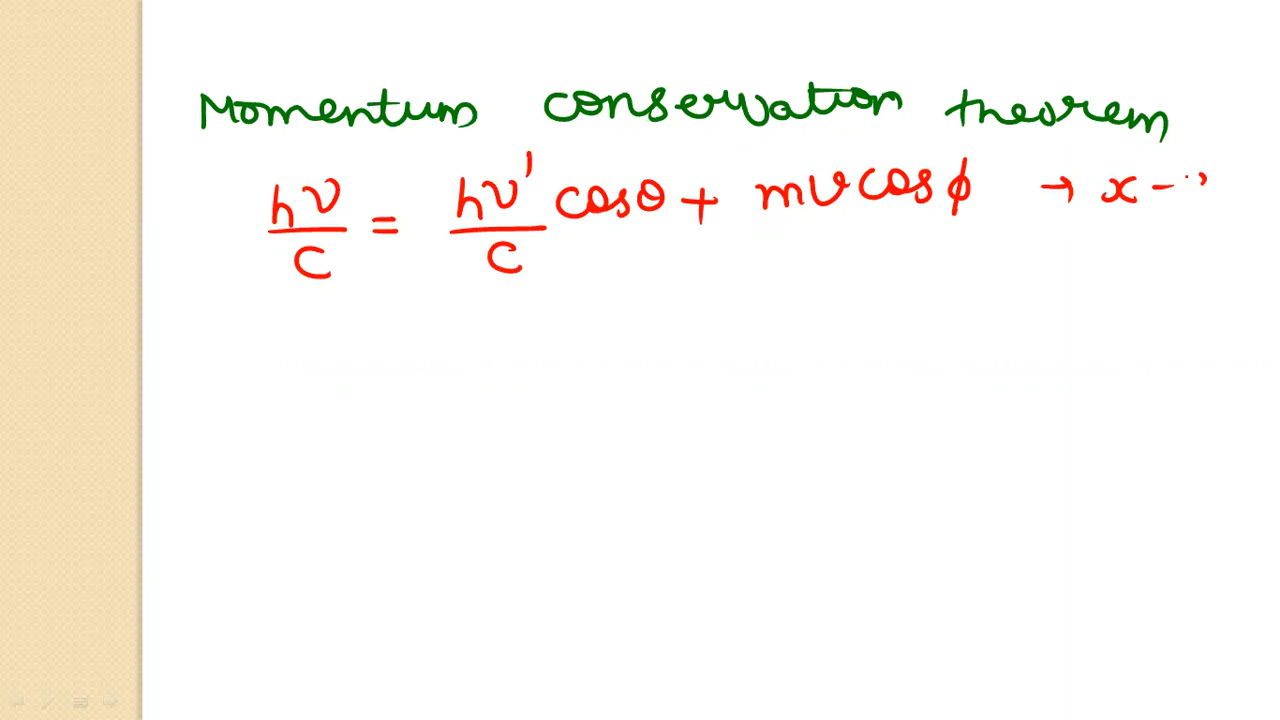 Momentum conservation theorem
hν/c = hν'/c cosθ + mv cosϕ → x -